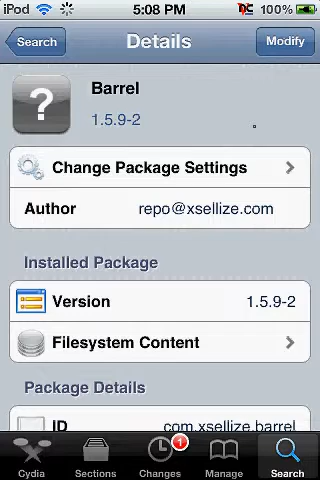 iPod 5:08 PM 100%
Search Details Modify
?
Barrel
1.5.9-2
Change Package Settings
Author repo@xsellize.com
Installed Package
Version 1.5.9-2
Filesystem Content
Package Details
ID com.xsellize.barrel
1
Cydia Sections Changes Manage Search